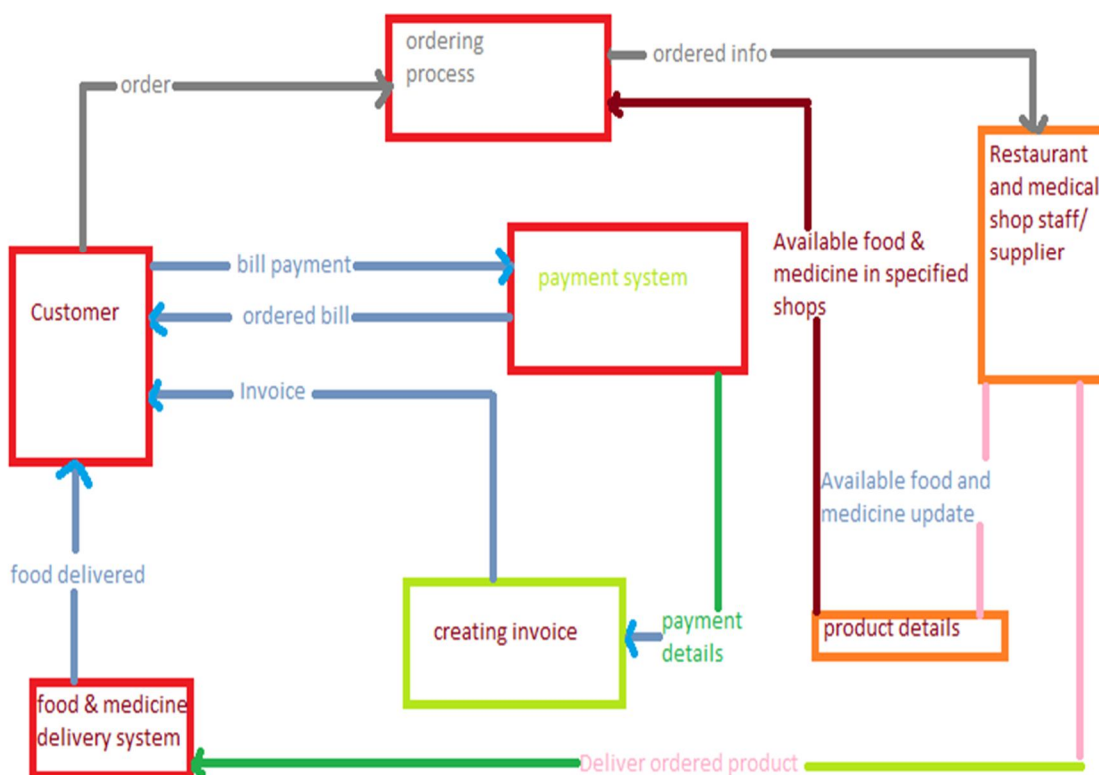 ordering
process
ordered info
order
Restaurant
and medical
shop staff/
supplier
Available food &
medicine in specified
shops
bill payment
payment system
Customer
ordered bill
Invoice
Available food and
medicine update
food delivered
creating invoice
payment
details
product details
food & medicine
delivery system
Deliver ordered product